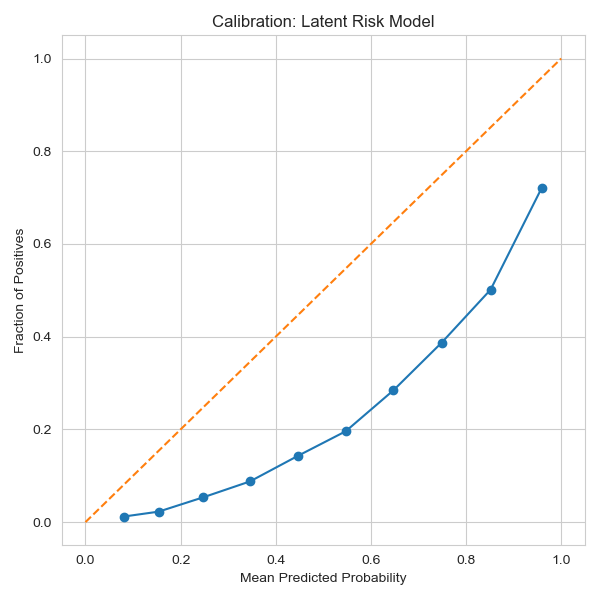 Calibration: Latent Risk Model
1.0
0.8
0.6
0.4
0.2
0.0
Fraction of Positives
0.0 0.2 0.4 0.6 0.8 1.0
Mean Predicted Probability